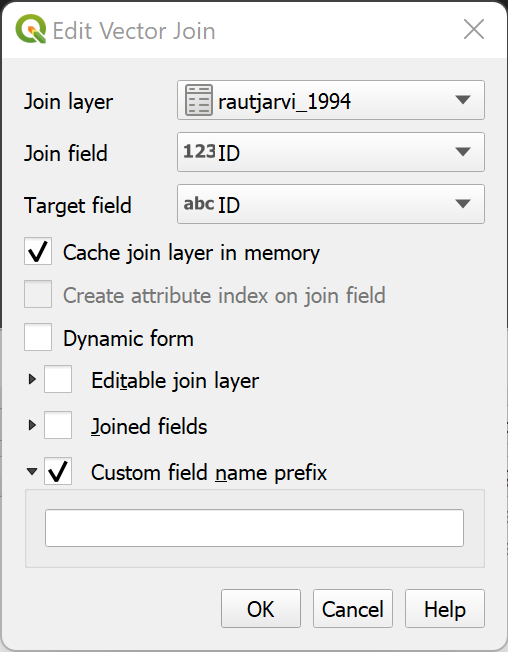 Edit Vector Join
Join layer rautjarvi_1994
Join field 123 ID
Target field abc ID
Cache join layer in memory
Create attribute index on join field
Dynamic form
Editable join layer
Joined fields
Custom field name prefix
OK Cancel Help